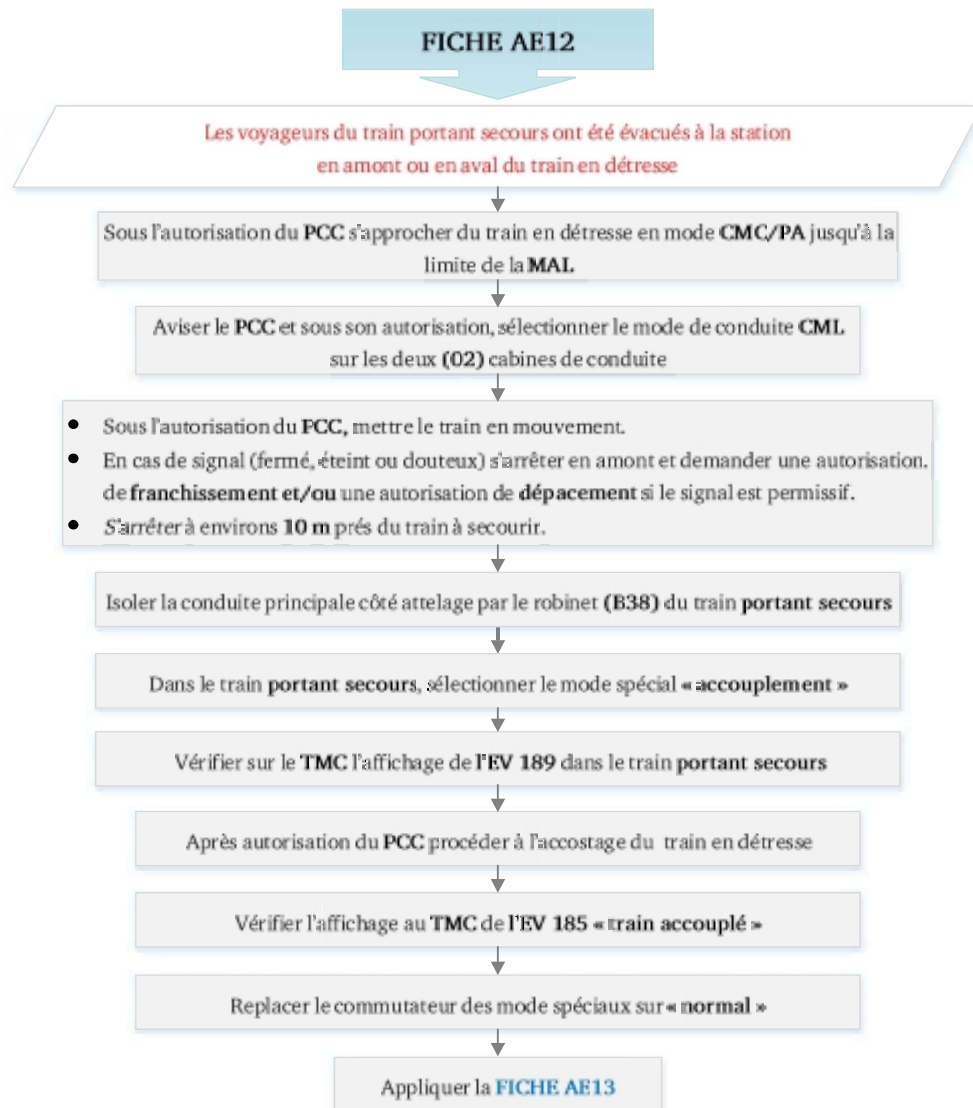 FICHE AE12
Les voyageurs du train portant secours ont été évacués à la station
en amont ou en aval du train en détresse
Sous l'autorisation du PCC s'approcher du train en détresse en mode CMC/PA jusqu'à la
limite de la MAL
Aviser le PCC et sous son autorisation, sélectionner le mode de conduite CML
sur les deux (02) cabines de conduite
• Sous l'autorisation du PCC, mettre le train en mouvement.
• En cas de signal (fermé, éteint ou douteux) s'arrêter en amont et demander une autorisation.
de franchissement et/ou une autorisation de dépacement si le signal est permissif.
• S'arrêter à environs 10 m prés du train à secourir.
Isoler la conduite principale côté attelage par le robinet (B38) du train portant secours
Dans le train portant secours, sélectionner le mode spécial « accouplement »
Vérifier sur le TMC l'affichage de l'EV 189 dans le train portant secours
Après autorisation du PCC procéder à l'accostage du train en détresse
Vérifier l'affichage au TMC de l'EV 185 « train accouplé »
Replacer le commutateur des mode spéciaux sur « normal »
Appliquer la FICHE AE13